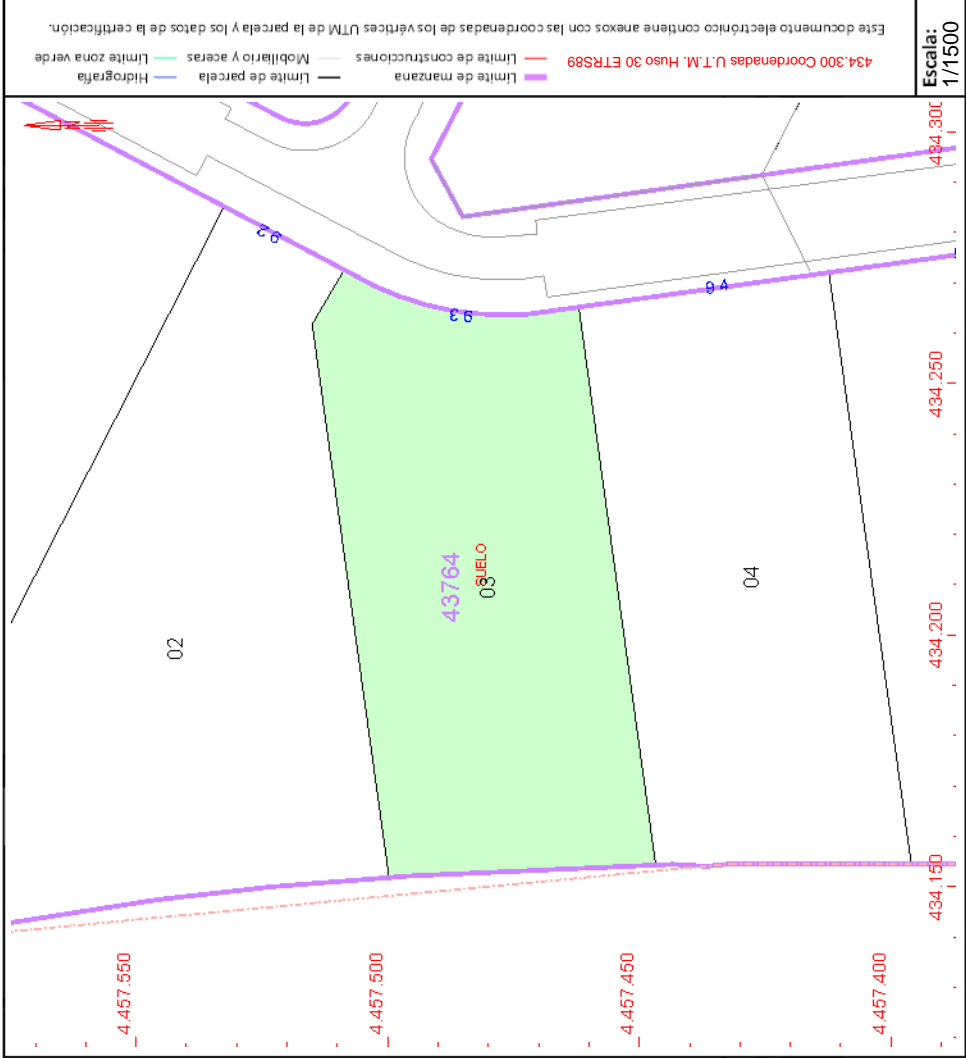 Este documento electrónico contiene anexos con las coordenadas de los vértices UTM de la parcela y los datos de la certificación.
434.300 Coordenadas U.T.M. Huso 30 ETRS89
Límite de manzana
Límite de parcela
Hidrografía
Límite de construcciones
Mobiliario y aceras
Límite zona verde
Escala:
1/1500
434.300
92
93
94
434.250
43764
SUELO
03
04
02
434.200
434.150
4.457.550
4.457.500
4.457.450
4.457.400